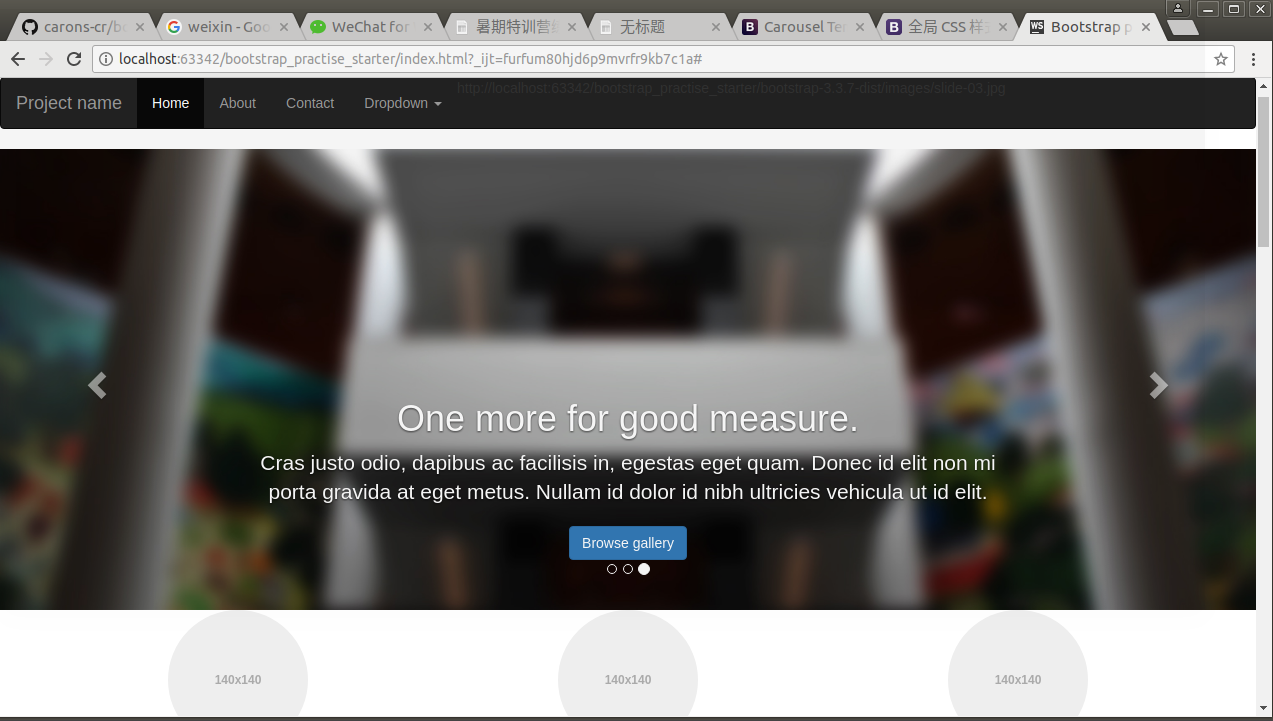 carons-cr/b
weixin - Goo
WeChat for
暑期特训营
无标题
Carousel Te
全局 CSS 样
Bootstrap p
localhost:63342/bootstrap_practise_starter/index.html?_ijt=furfum80hjd6p9mvrfr9kb7c1a#
http://localhost:63342/bootstrap_practise_starter/bootstrap-3.3.7-dist/images/slide-03.jpg
Project name Home About Contact Dropdown
One more for good measure.
Cras justo odio, dapibus ac facilisis in, egestas eget quam. Donec id elit non mi
porta gravida at eget metus. Nullam id dolor id nibh ultricies vehicula ut id elit.
Browse gallery
140x140 140x140 140x140